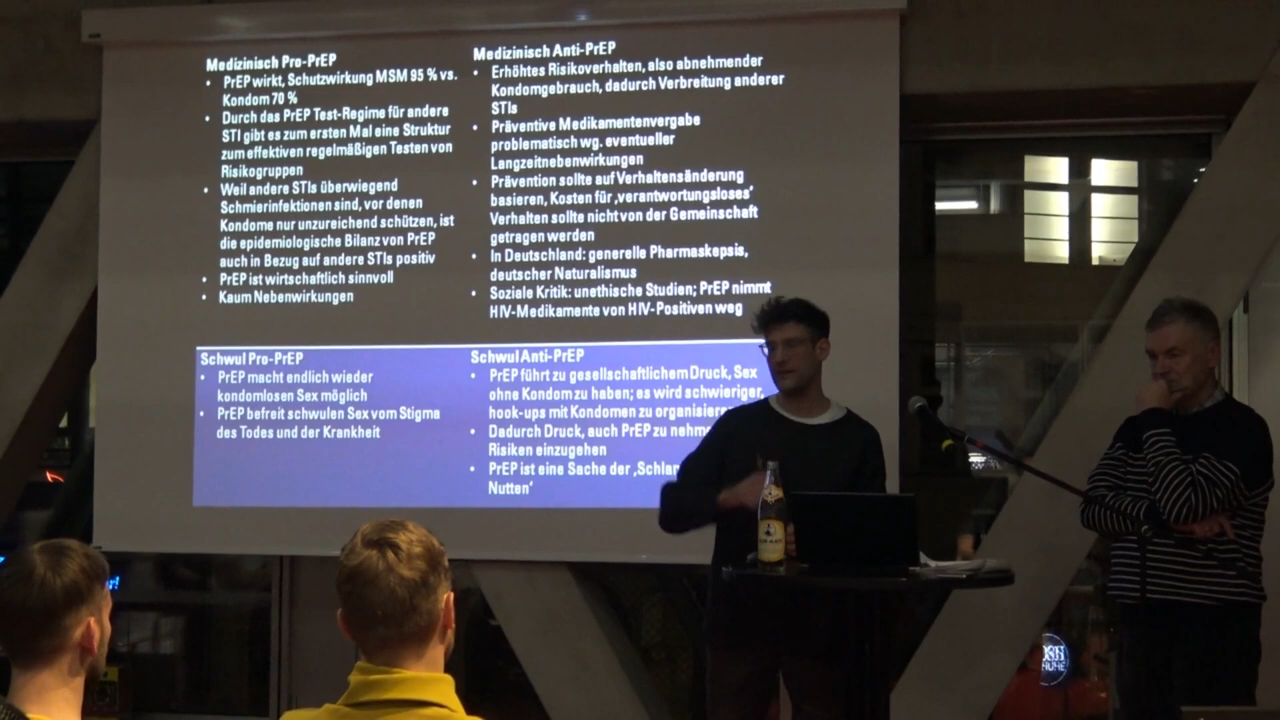 Medizinisch Pro-PrEP
• PrEP wirkt, Schutzwirkung MSM 95 % vs.
Kondom 70 %
• Durch das PrEP Test-Regime für andere
STI gibt es zum ersten Mal eine Struktur
zum effektiven regelmäßigen Testen von
Risikogruppen
• Weil andere STIs überwiegend
Schmierinfektionen sind, vor denen
Kondome nur unzureichend schützen, ist
die epidemiologische Bilanz von PrEP
auch in Bezug auf andere STIs positiv
• PrEP ist wirtschaftlich sinnvoll
• Kaum Nebenwirkungen
Medizinisch Anti-PrEP
• Erhöhtes Risikoverhalten, also abnehmender
Kondomgebrauch, dadurch Verbreitung anderer
STIs
• Präventive Medikamentenvergabe
problematisch wg. eventueller
Langzeitnebenwirkungen
• Prävention sollte auf Verhaltensänderung
basieren, Kosten für ‚verantwortungsloses'
Verhalten sollte nicht von der Gemeinschaft
getragen werden
• In Deutschland: generelle Pharmaskepsis,
deutscher Naturalismus
• Soziale Kritik: unethische Studien; PrEP nimmt
HIV-Medikamente von HIV-Positiven weg
Schwul Pro-PrEP
• PrEP macht endlich wieder
kondomlosen Sex möglich
• PrEP befreit schwulen Sex vom Stigma
des Todes und der Krankheit
Schwul Anti-PrEP
• PrEP führt zu gesellschaftlichem Druck, Sex
ohne Kondom zu haben; es wird schwieriger,
hook-ups mit Kondomen zu organisieren
• Dadurch Druck, auch PrEP zu nehm
Risiken einzugehen
• PrEP ist eine Sache der ‚Schlam
Nutten'